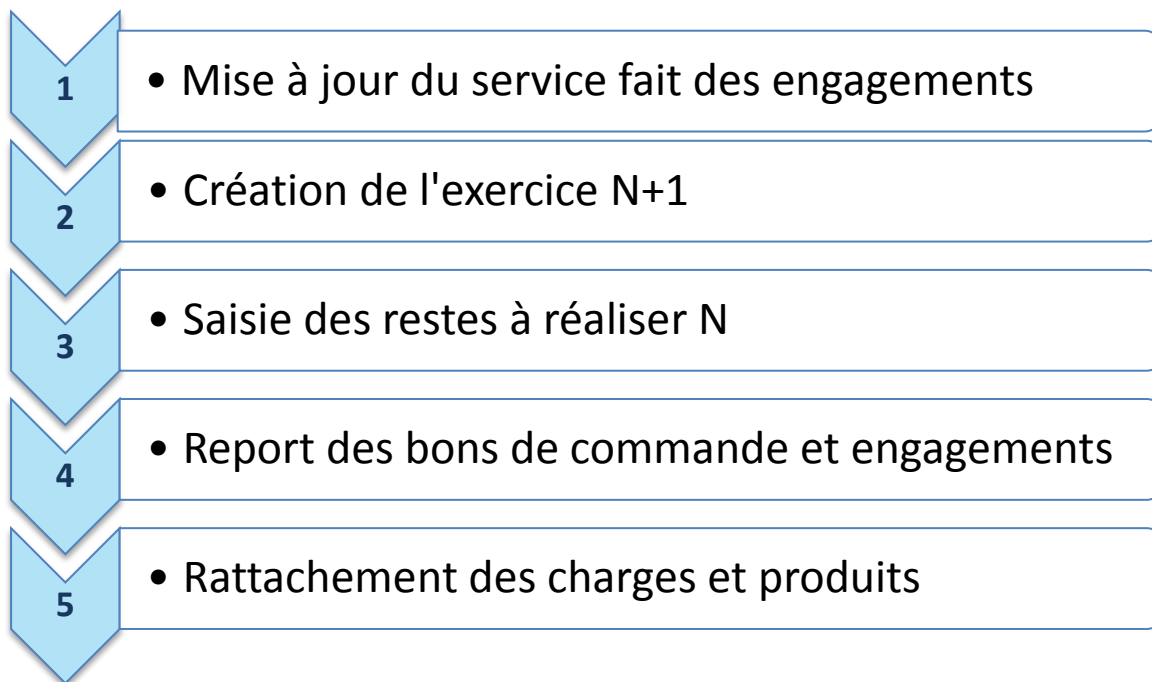 1 • Mise à jour du service fait des engagements
2 • Création de l'exercice N+1
3 • Saisie des restes à réaliser N
4 • Report des bons de commande et engagements
5 • Rattachement des charges et produits